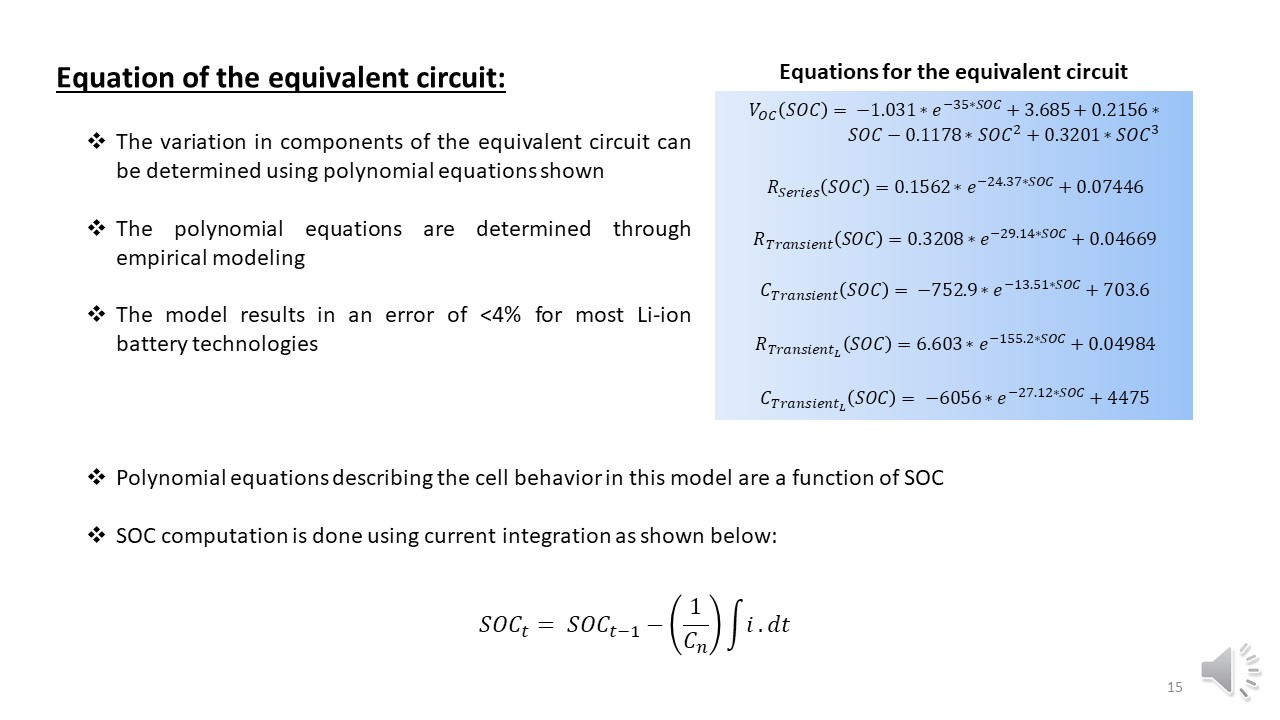 Equation of the equivalent circuit:
❖ The variation in components of the equivalent circuit can
be determined using polynomial equations shown
❖ The polynomial equations are determined through
empirical modeling
❖ The model results in an error of <4% for most Li-ion
battery technologies
Equations for the equivalent circuit
V_{OC}(SOC) = −1.031 ∗ e^{−35∗SOC} + 3.685 + 0.2156 ∗
SOC − 0.1178 ∗ SOC^2 + 0.3201 ∗ SOC^3
R_{Series}(SOC) = 0.1562 ∗ e^{−24.37∗SOC} + 0.07446
R_{Transient}(SOC) = 0.3208 ∗ e^{−29.14∗SOC} + 0.04669
C_{Transient}(SOC) = −752.9 ∗ e^{−13.51∗SOC} + 703.6
R_{Transient_L}(SOC) = 6.603 ∗ e^{−155.2∗SOC} + 0.04984
C_{Transient_L}(SOC) = −6056 ∗ e^{−27.12∗SOC} + 4475
❖ Polynomial equations describing the cell behavior in this model are a function of SOC
❖ SOC computation is done using current integration as shown below:
SOC_t = SOC_{t−1} − (1/C_n) ∫ i . dt
15